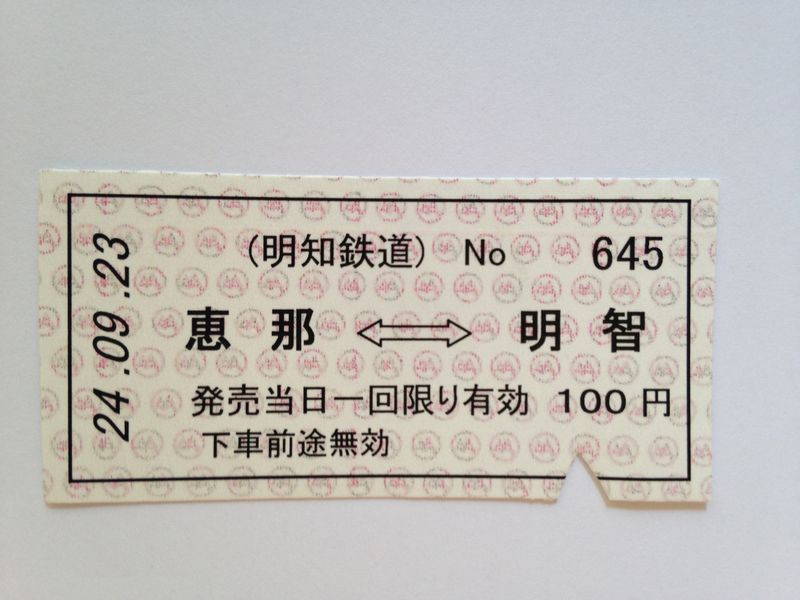 (明知鉄道) No 645
恵那 ⇔ 明智
発売当日一回限り有効 100円
下車前途無効
24.09.23